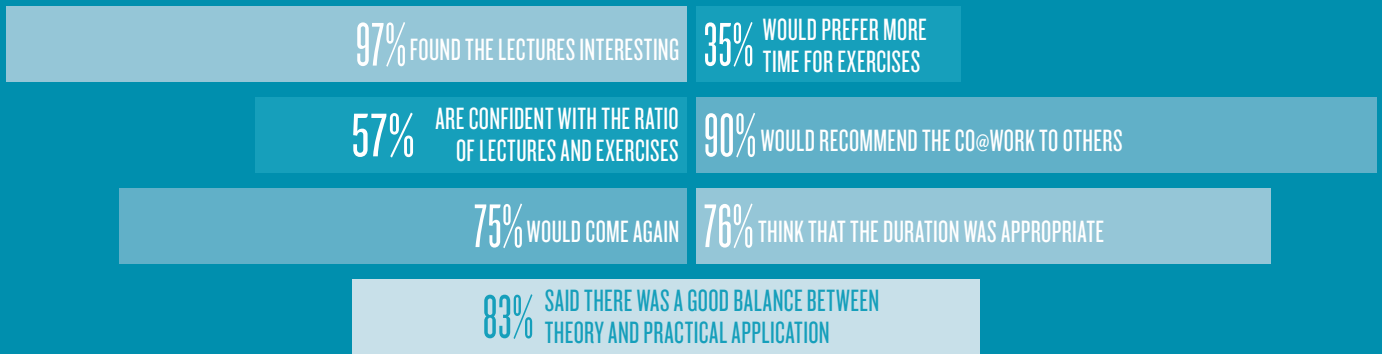 97% FOUND THE LECTURES INTERESTING
35% WOULD PREFER MORE
TIME FOR EXERCISES
57% ARE CONFIDENT WITH THE RATIO
OF LECTURES AND EXERCISES
90% WOULD RECOMMEND THE CO@WORK TO OTHERS
75% WOULD COME AGAIN
76% THINK THAT THE DURATION WAS APPROPRIATE
83% SAID THERE WAS A GOOD BALANCE BETWEEN
THEORY AND PRACTICAL APPLICATION